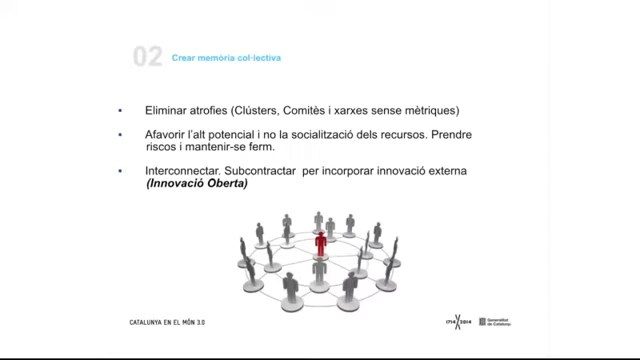 02 Crear memòria col·lectiva
• Eliminar atrofies (Clústers, Comitès i xarxes sense mètriques)
• Afavorir l'alt potencial i no la socialització dels recursos. Prendre
riscos i mantenir-se ferm.
• Interconnectar. Subcontractar per incorporar innovació externa
(Innovació Oberta)
CATALUNYA EN EL MÓN 3.0
1714 2014
Generalitat
de Catalunya